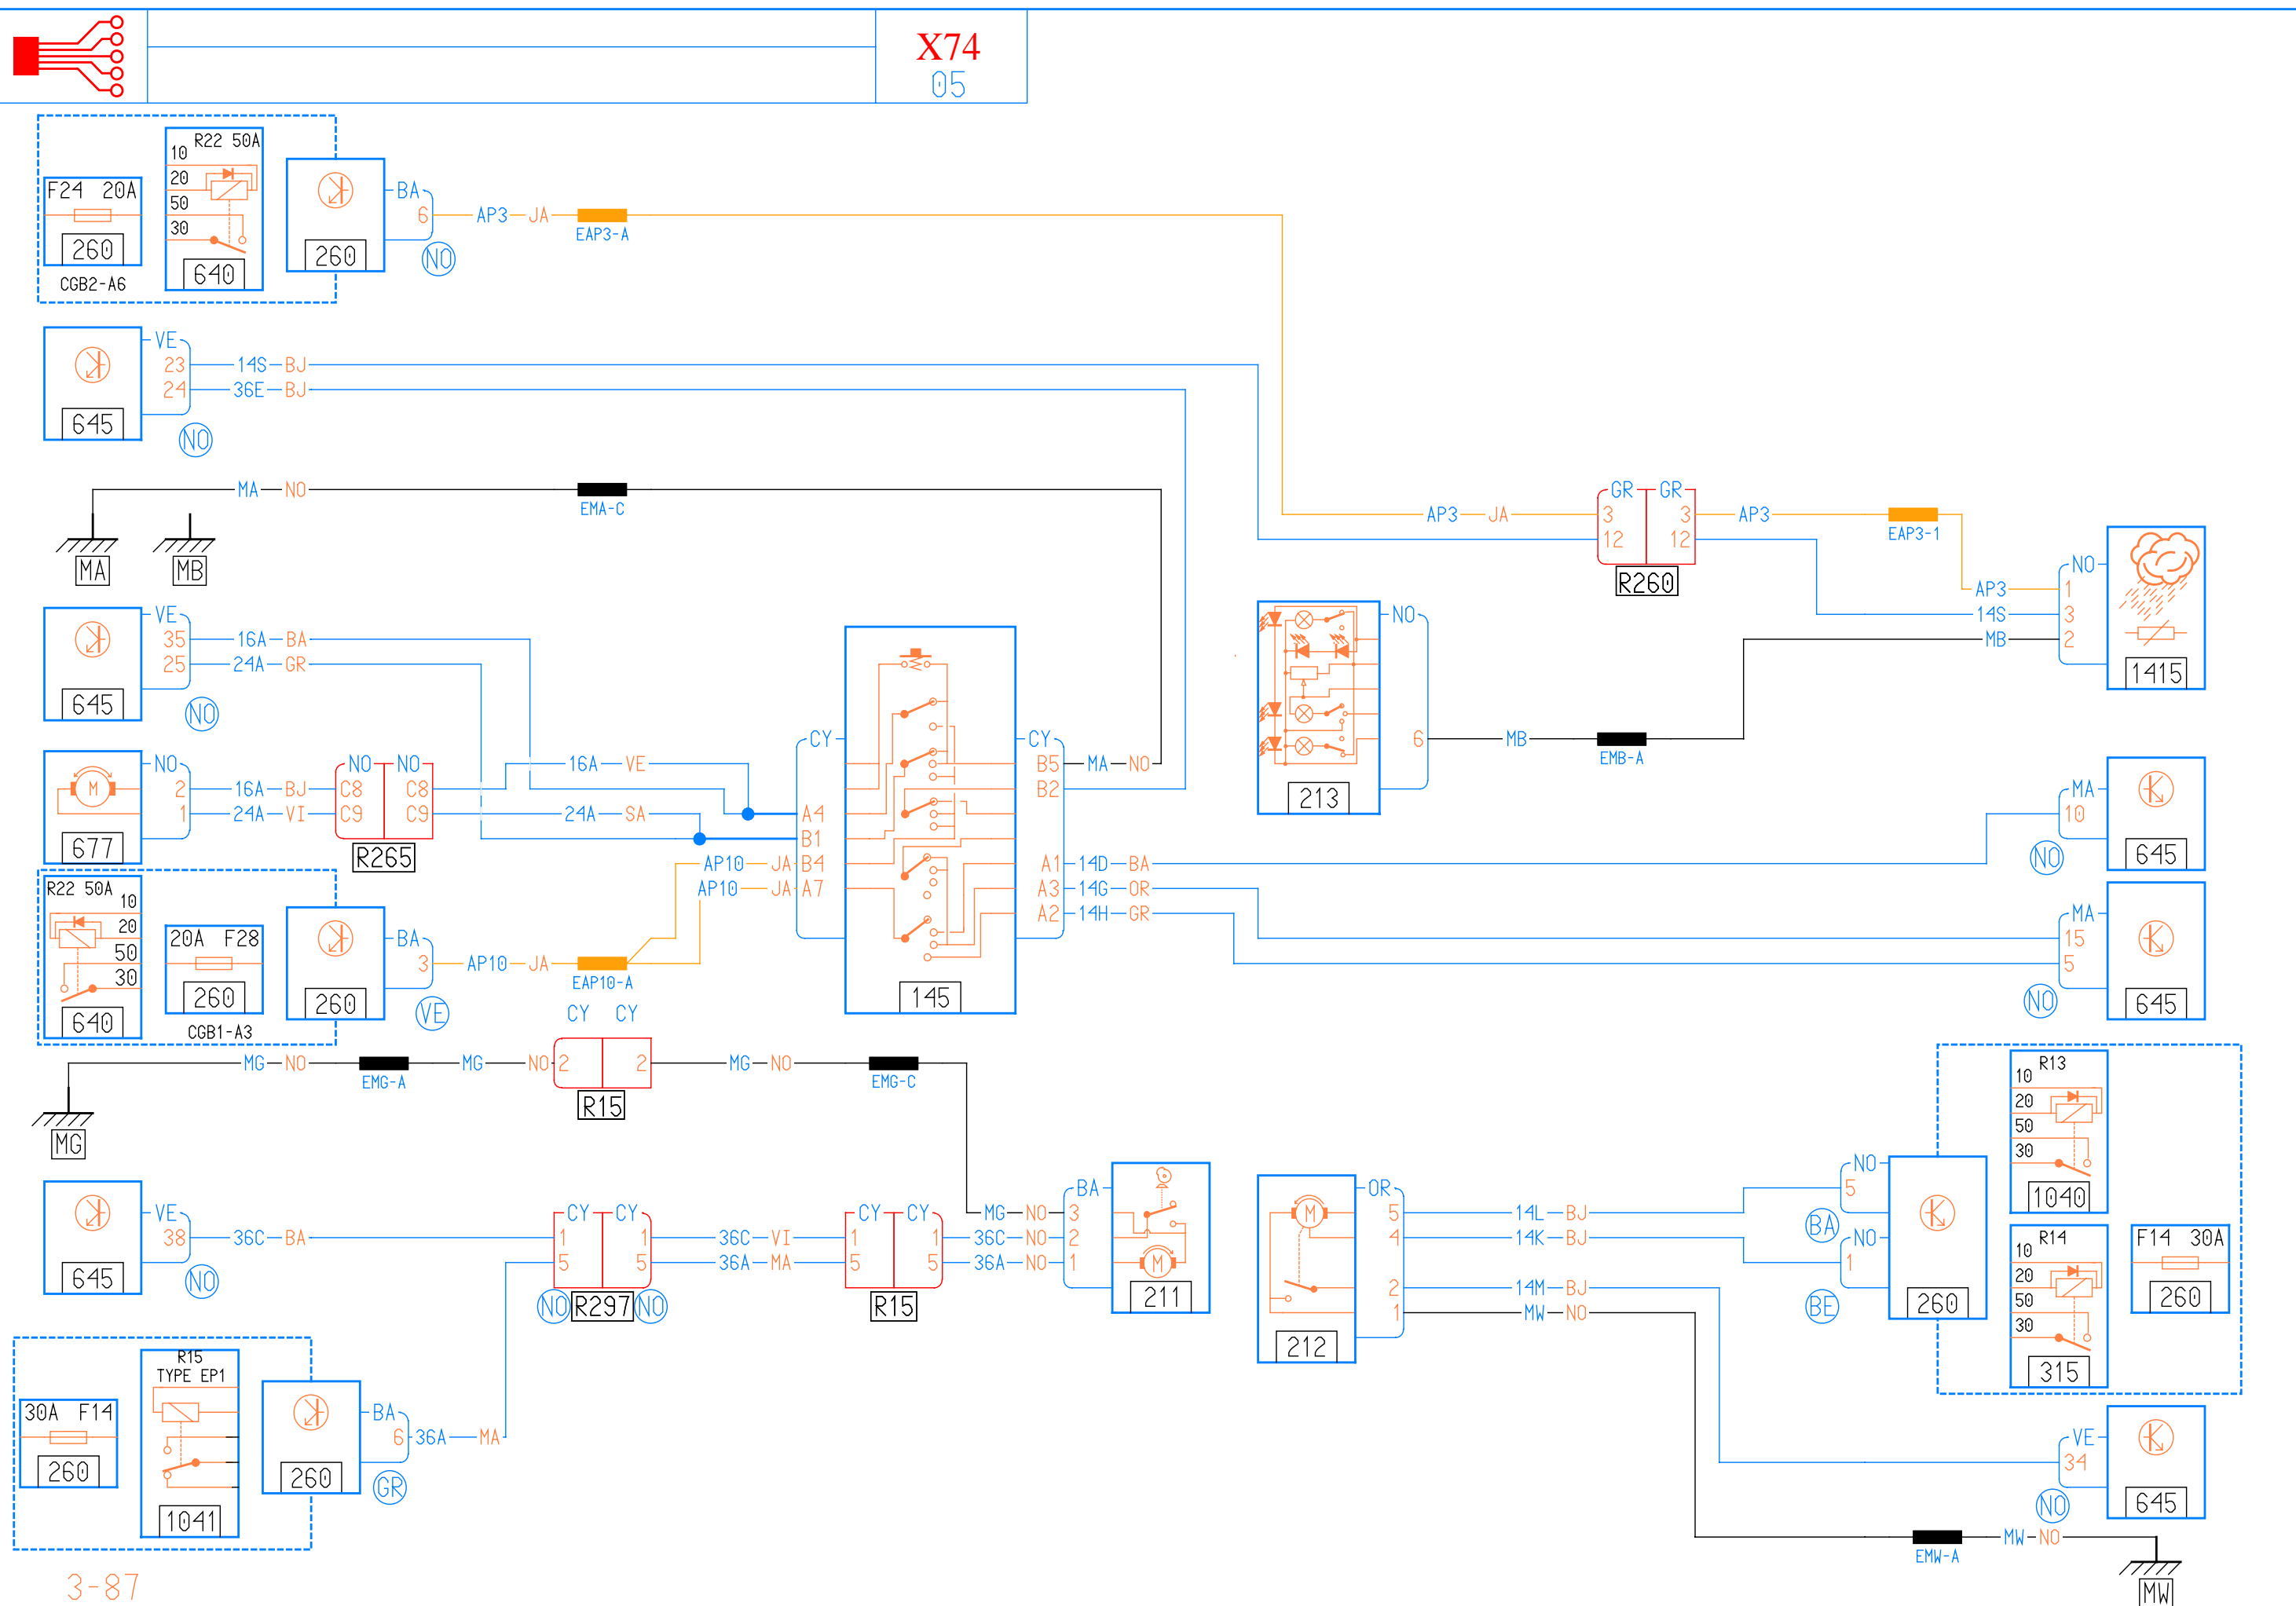 X74
05
R22 50A
10
20
50
30
F24 20A
260
CGB2-A6
640
260
BA
6
NO
AP3 JA
EAP3-A
VE
23 14S BJ
24 36E BJ
645
NO
MA NO
EMA-C
MA
MB
GR GR
AP3 JA 3 3 AP3
12 12
EAP3-1
R260
NO
AP3 1
14S 3
MB 2
1415
VE
35 16A BA
25 24A GR
645
NO
NO
6 MB
EMB-A
213
NO NO NO
2 16A BJ C8 C8 16A VE
1 24A VI C9 C9 24A SA
677
R265
CY
A4
B1
AP10 JA B4
AP10 JA A7
145
CY
B5 MA NO
B2
A1 14D BA
A3 14G OR
A2 14H GR
MA
10
NO
645
MA
15
5
NO
645
R22 50A
10
20
50
30
640
20A F28
260
CGB1-A3
260
BA
3
VE
AP10 JA
EAP10-A
CY CY
MG NO MG NO 2 2 MG NO
EMG-A
EMG-C
R15
MG
VE
38 36C BA
645
NO
CY CY
1 1 36C VI
5 5 36A MA
NO R297 NO
CY CY
1 1 36C NO
5 5 36A NO
R15
BA
MG NO 3
2
1
211
OR
5 14L BJ
4 14K BJ
2 14M BJ
1 MW NO
212
NO
5
BA
NO
1
BE
260
R13
10
20
50
30
1040
R14
10
20
50
30
315
F14 30A
260
R15
TYPE EP1
30A F14
260
1041
260
BA
6 36A MA
GR
VE
34
NO
645
EMW-A
MW NO
MW
3-87
M
M
M